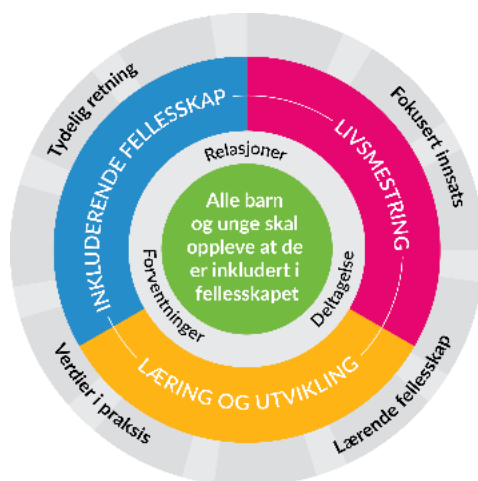 Tydelig retning
Fokusert innsats
INKLUDERENDE FELLESSKAP
LIVSMESTRING
Relasjoner
Alle barn
og unge skal
oppleve at de
er inkludert i
fellesskapet
Forventninger
Deltagelse
LÆRING OG UTVIKLING
Verdier i praksis
Lærende fellesskap